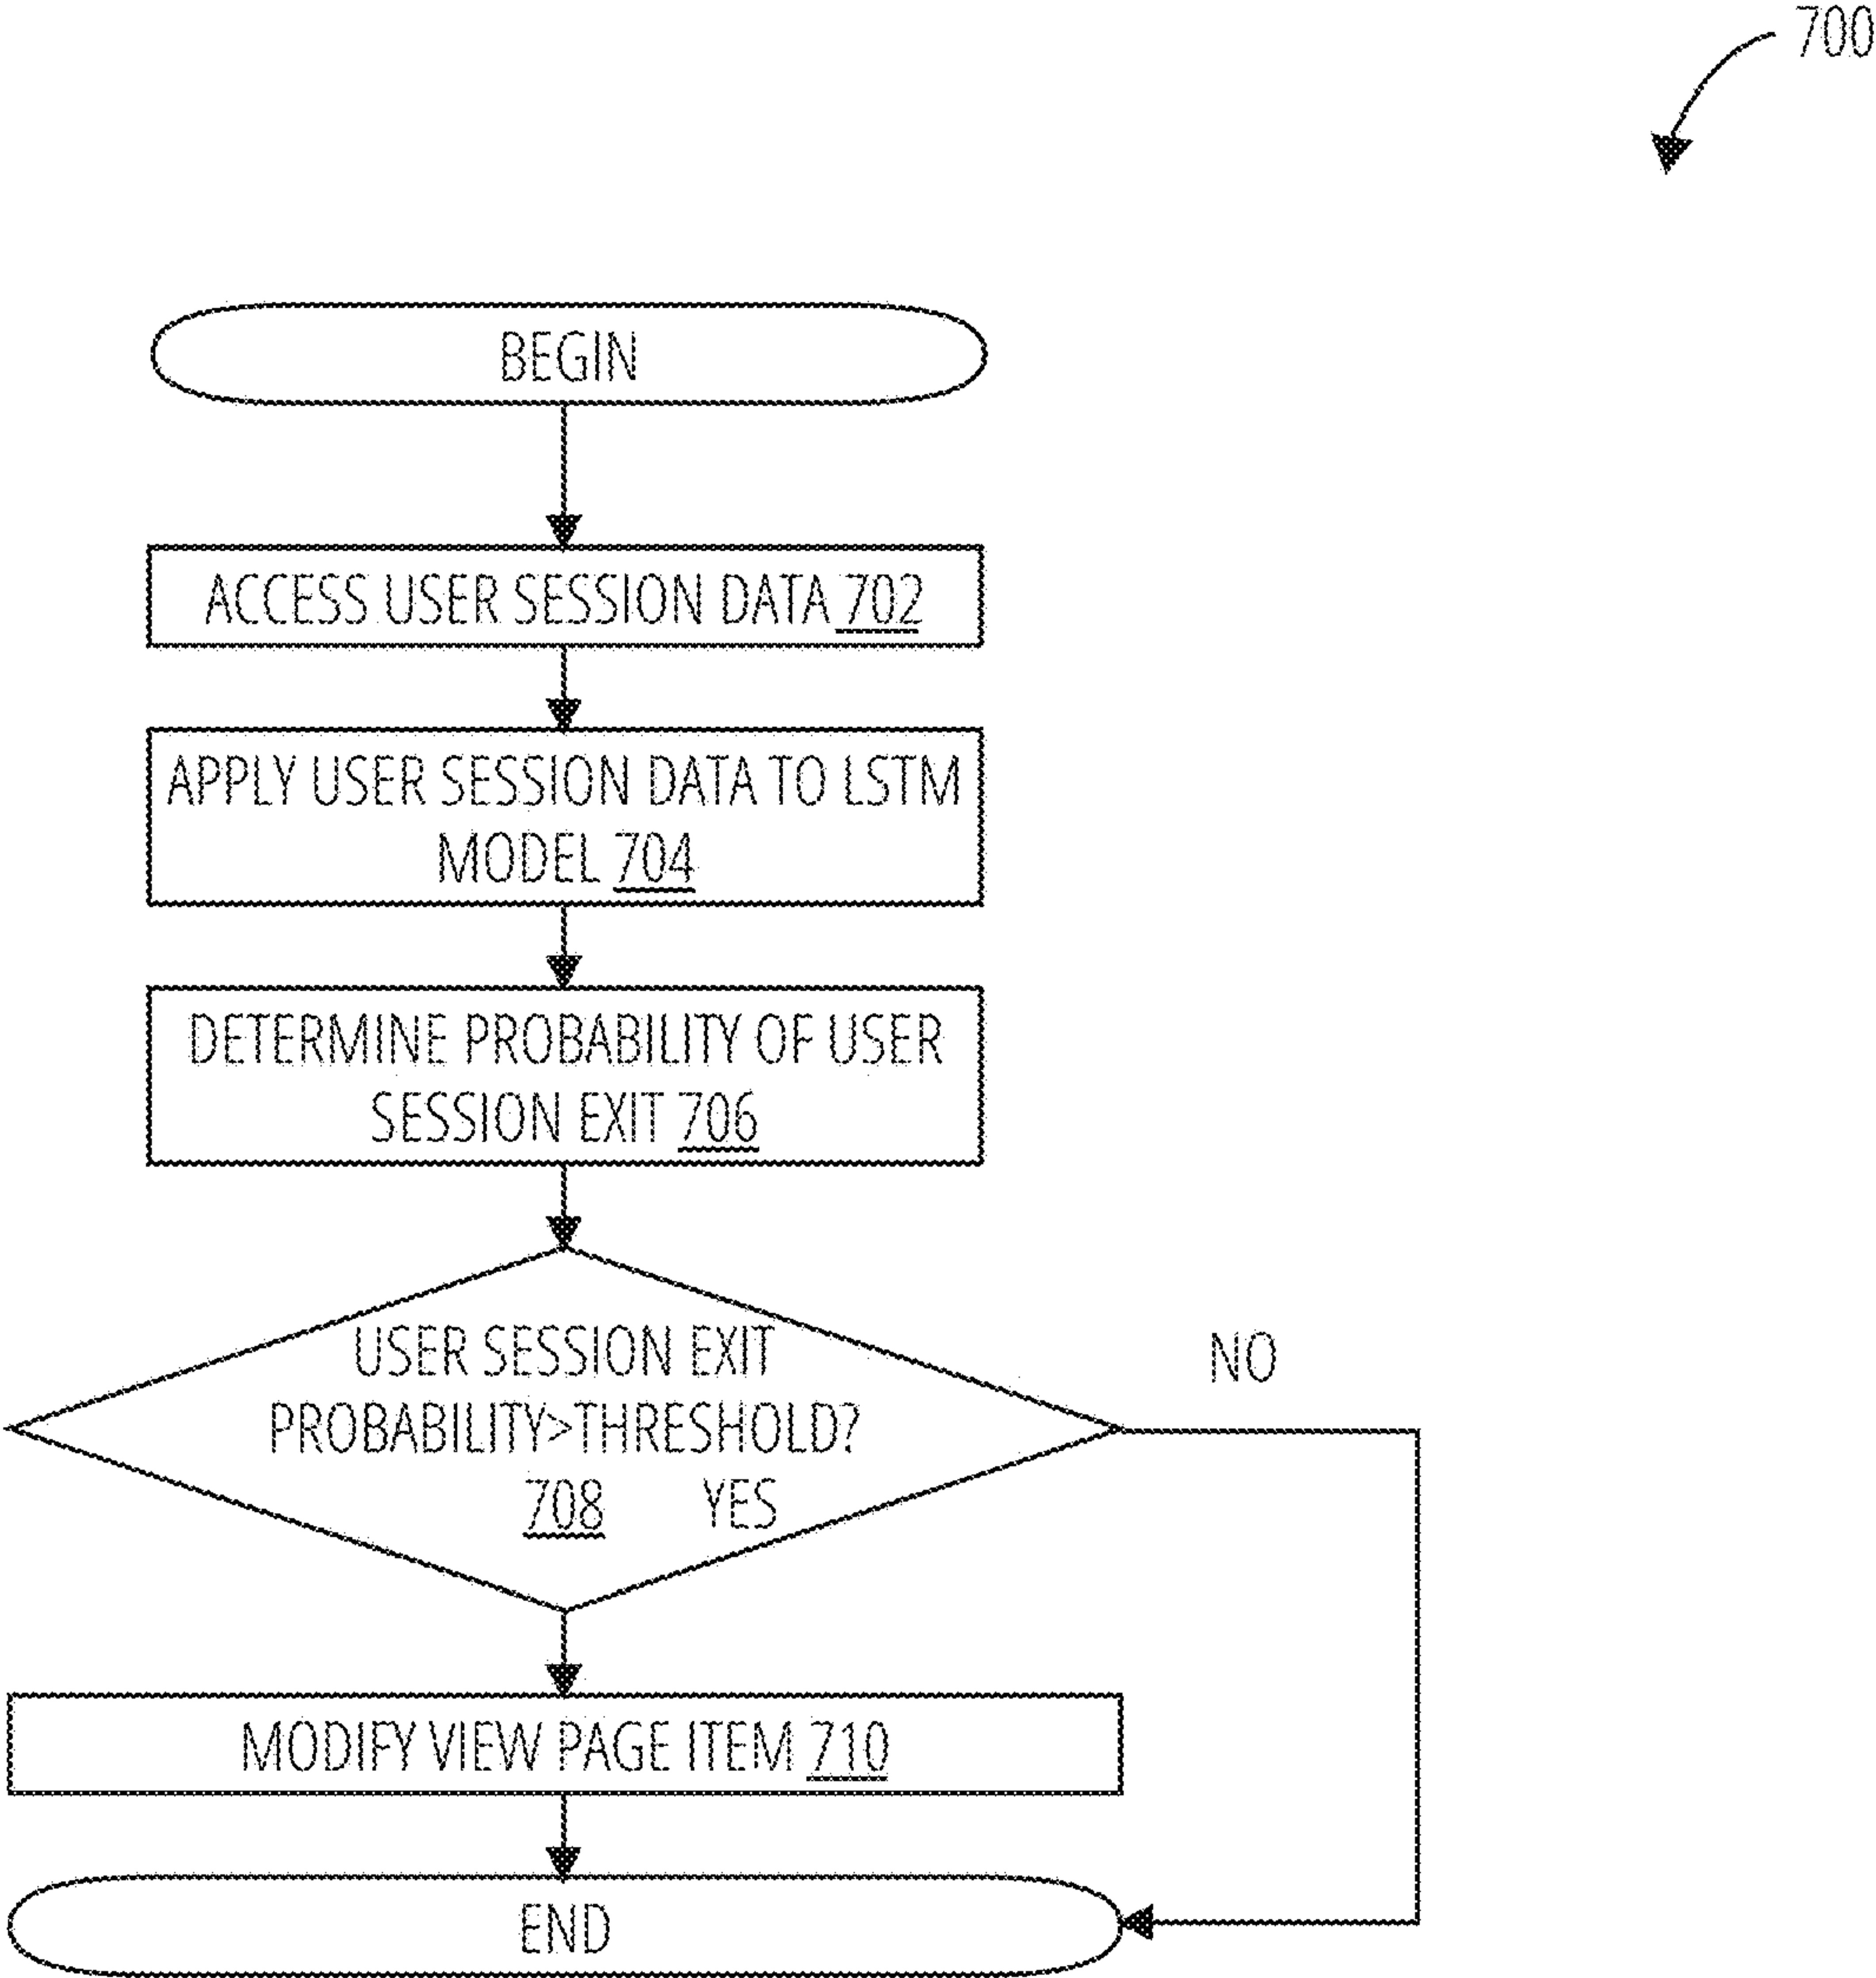 700
BEGIN
ACCESS USER SESSION DATA 702
APPLY USER SESSION DATA TO LSTM
MODEL 704
DETERMINE PROBABILITY OF USER
SESSION EXIT 706
USER SESSION EXIT
PROBABILITY>THRESHOLD?
708 YES
NO
MODIFY VIEW PAGE ITEM 710
END